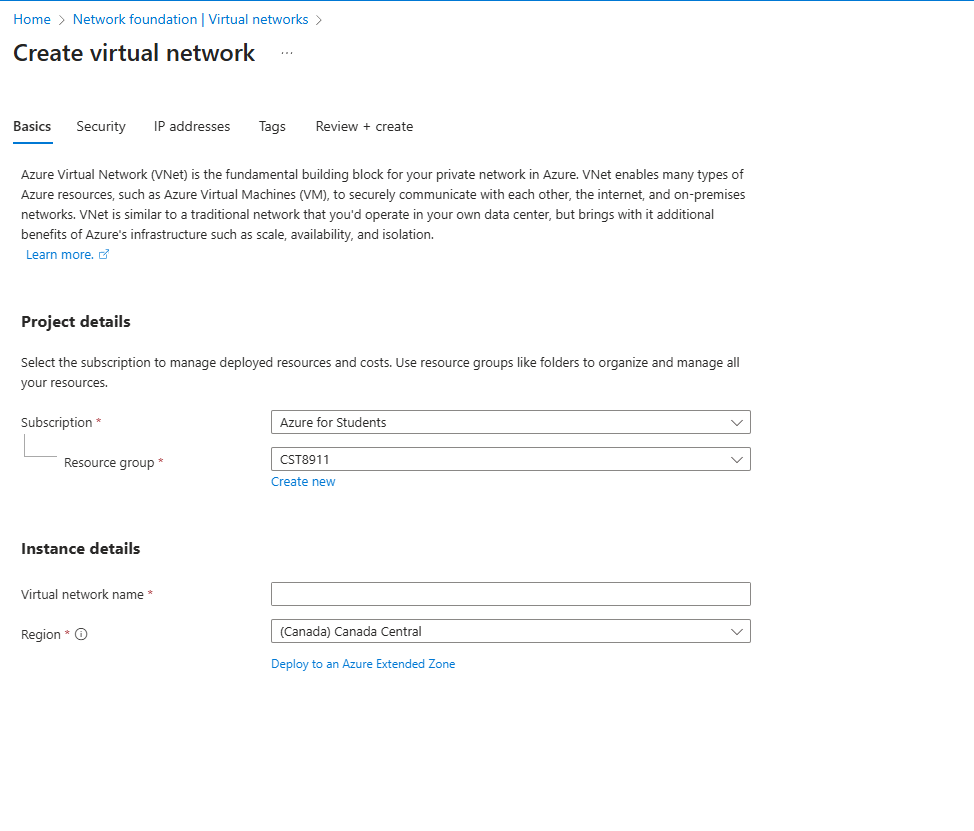 Home > Network foundation | Virtual networks >
Create virtual network ...
Basics Security IP addresses Tags Review + create
Azure Virtual Network (VNet) is the fundamental building block for your private network in Azure. VNet enables many types of
Azure resources, such as Azure Virtual Machines (VM), to securely communicate with each other, the internet, and on-premises
networks. VNet is similar to a traditional network that you'd operate in your own data center, but brings with it additional
benefits of Azure's infrastructure such as scale, availability, and isolation.
Learn more.
Project details
Select the subscription to manage deployed resources and costs. Use resource groups like folders to organize and manage all
your resources.
Subscription * Azure for Students
Resource group * CST8911
Create new
Instance details
Virtual network name *
Region * (Canada) Canada Central
Deploy to an Azure Extended Zone